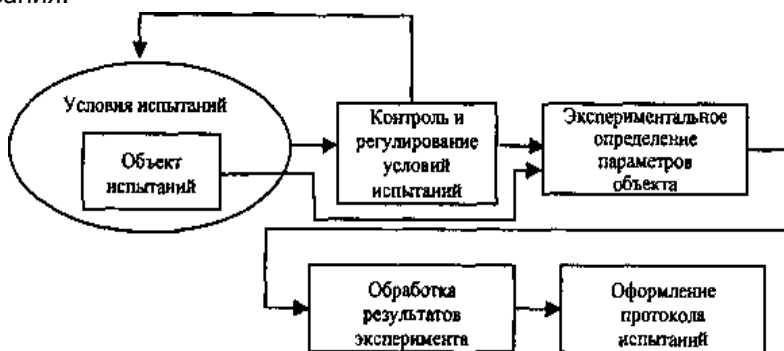 Условия испытаний
Объект
испытаний
Контроль и
регулирование
условий
испытаний
Экспериментальное
определение
параметров
объекта
Обработка
результатов
эксперимента
Оформление
протокола
испытаний